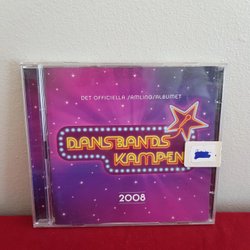 DET OFFICIELLA SAMLINGSALBUMET
DANSBANDS
KAMPEN
2008